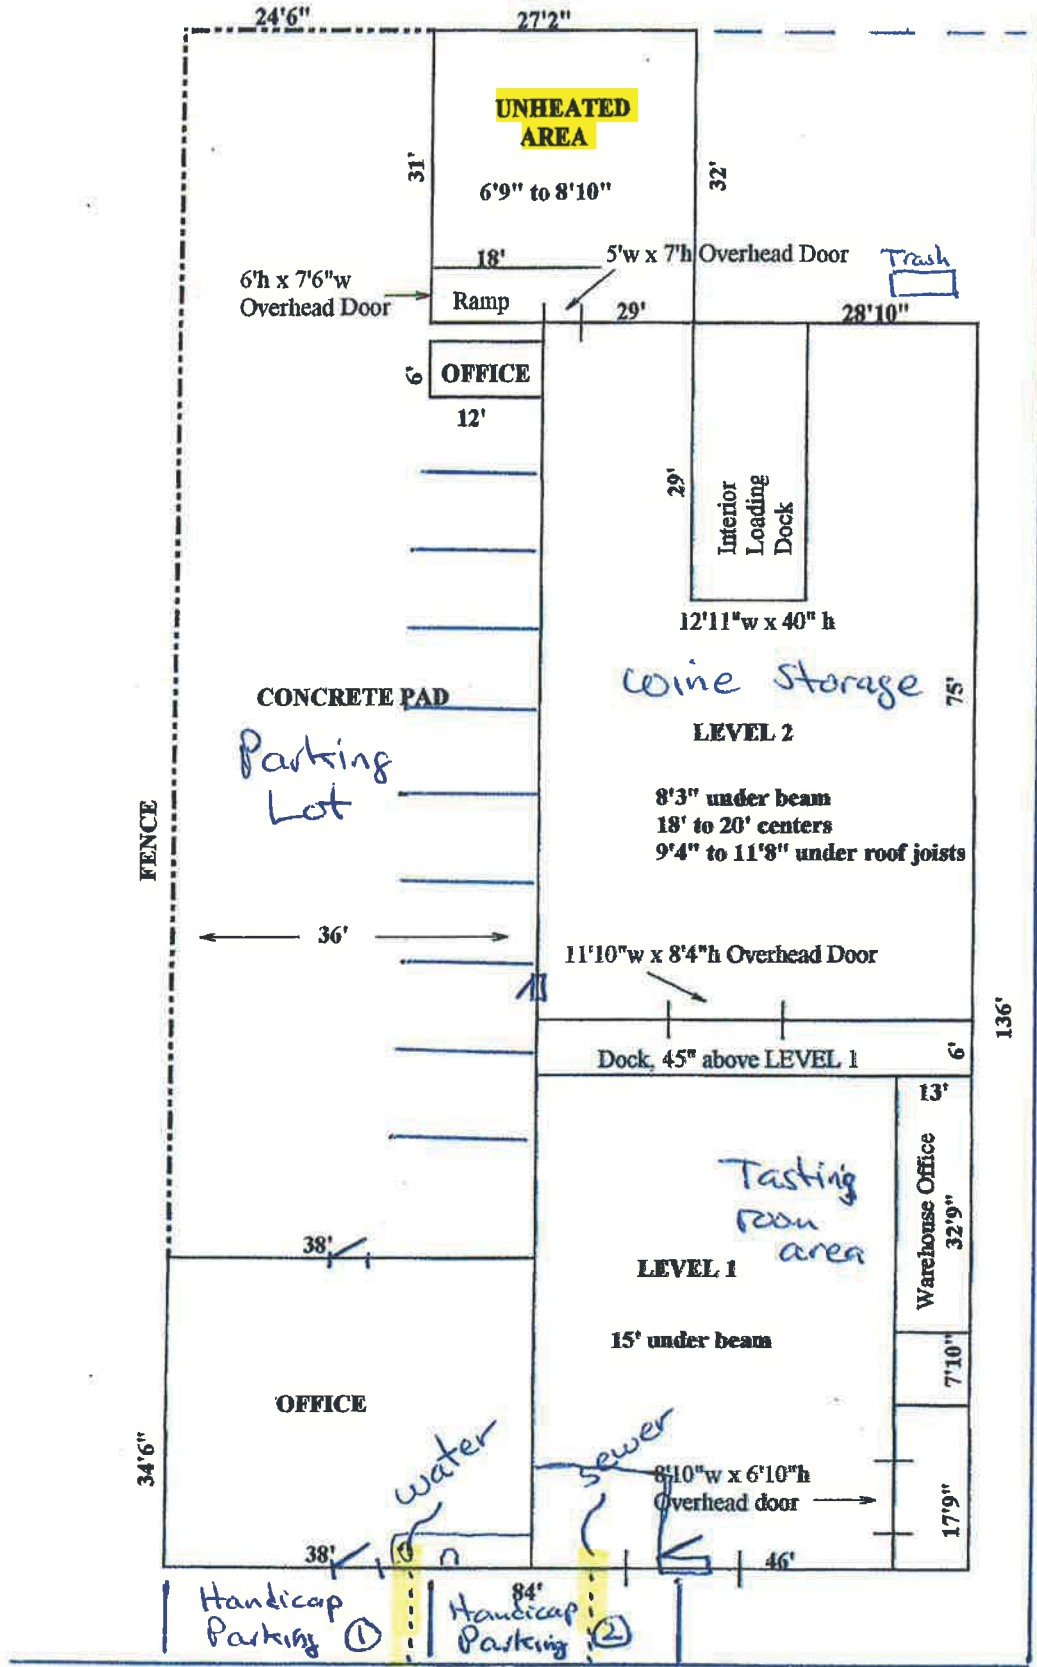 24'6"
27'2"
UNHEATED
AREA
31'
32'
6'9" to 8'10"
18'
5'w x 7'h Overhead Door
Trash
6'h x 7'6"w
Overhead Door
Ramp
29'
28'10"
6'
OFFICE
12'
29'
Interior
Loading
Dock
12'11"w x 40" h
wine storage
CONCRETE PAD
75'
LEVEL 2
Parking
Lot
8'3" under beam
18' to 20' centers
9'4" to 11'8" under roof joists
FENCE
36'
11'10"w x 8'4"h Overhead Door
136'
Dock, 45" above LEVEL 1
6'
13'
Tasting
room
area
Warehouse Office
32'9"
38'
LEVEL 1
15' under beam
7'10"
OFFICE
water
sewer
34'6"
8'10"w x 6'10"h
Overhead door
17'9"
38'
46'
84'
Handicap
Parking 1
Handicap
Parking 2